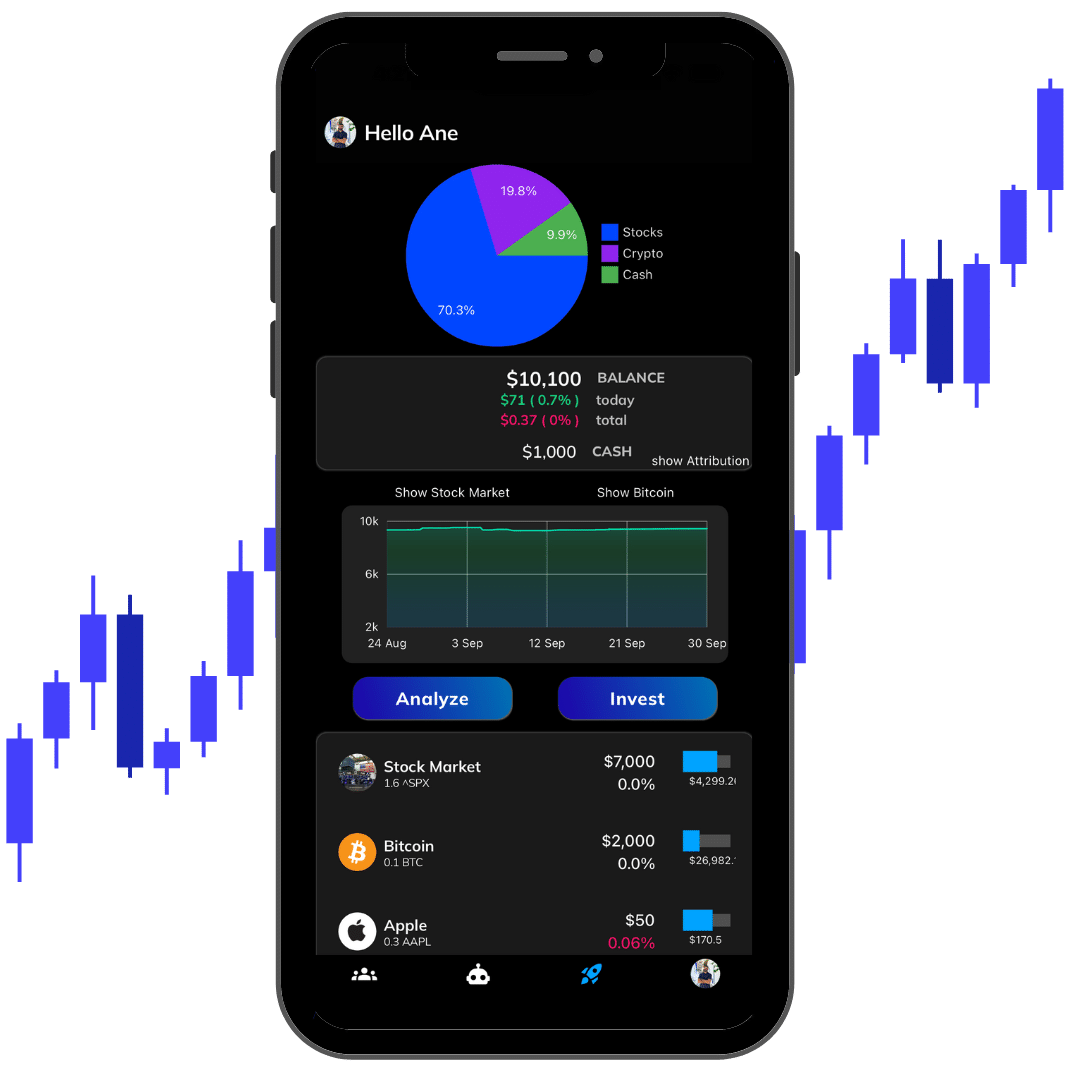 Hello Ane
19.8%
9.9%
70.3%
Stocks
Crypto
Cash
$10,100 BALANCE
$71 ( 0.7% ) today
$0.37 ( 0% ) total
$1,000 CASH
show Attribution
Show Stock Market Show Bitcoin
10k
6k
2k
24 Aug 3 Sep 12 Sep 21 Sep 30 Sep
Analyze Invest
Stock Market $7,000
1.6 ^SPX 0.0% $4,299.2
Bitcoin $2,000
0.1 BTC 0.0% $26,982.
Apple $50
0.3 AAPL 0.06% $170.5